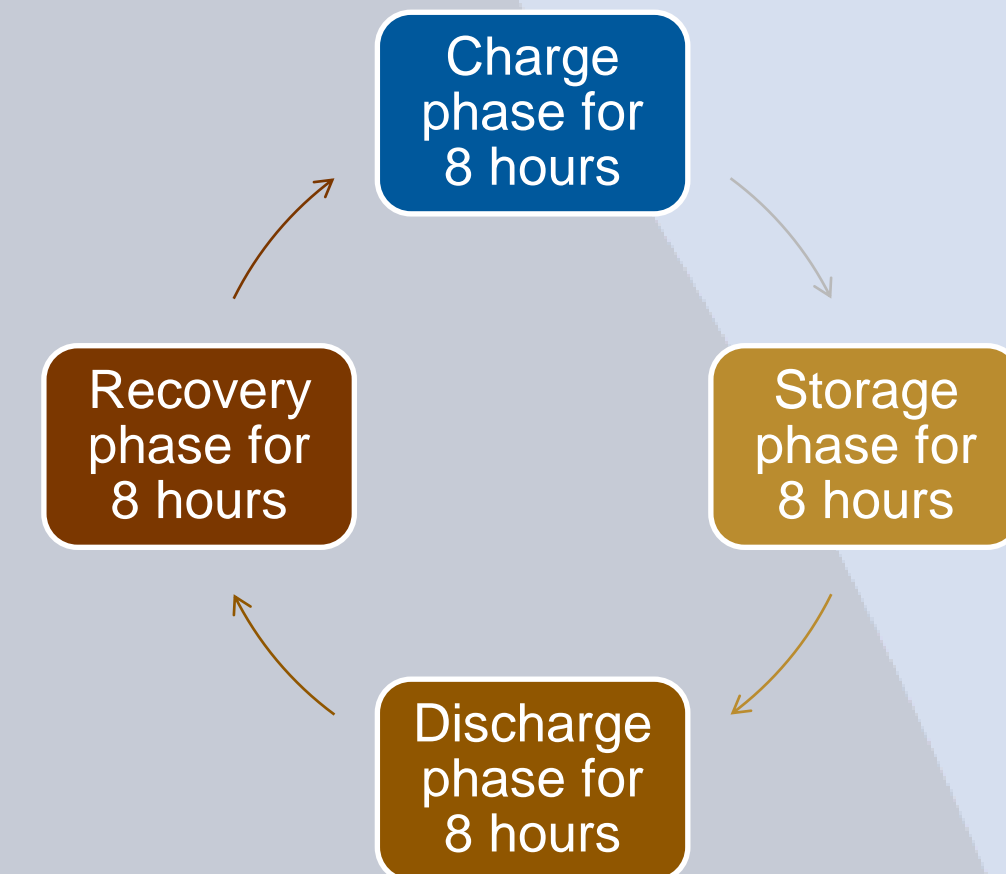 Charge
phase for
8 hours
Storage
phase for
8 hours
Discharge
phase for
8 hours
Recovery
phase for
8 hours